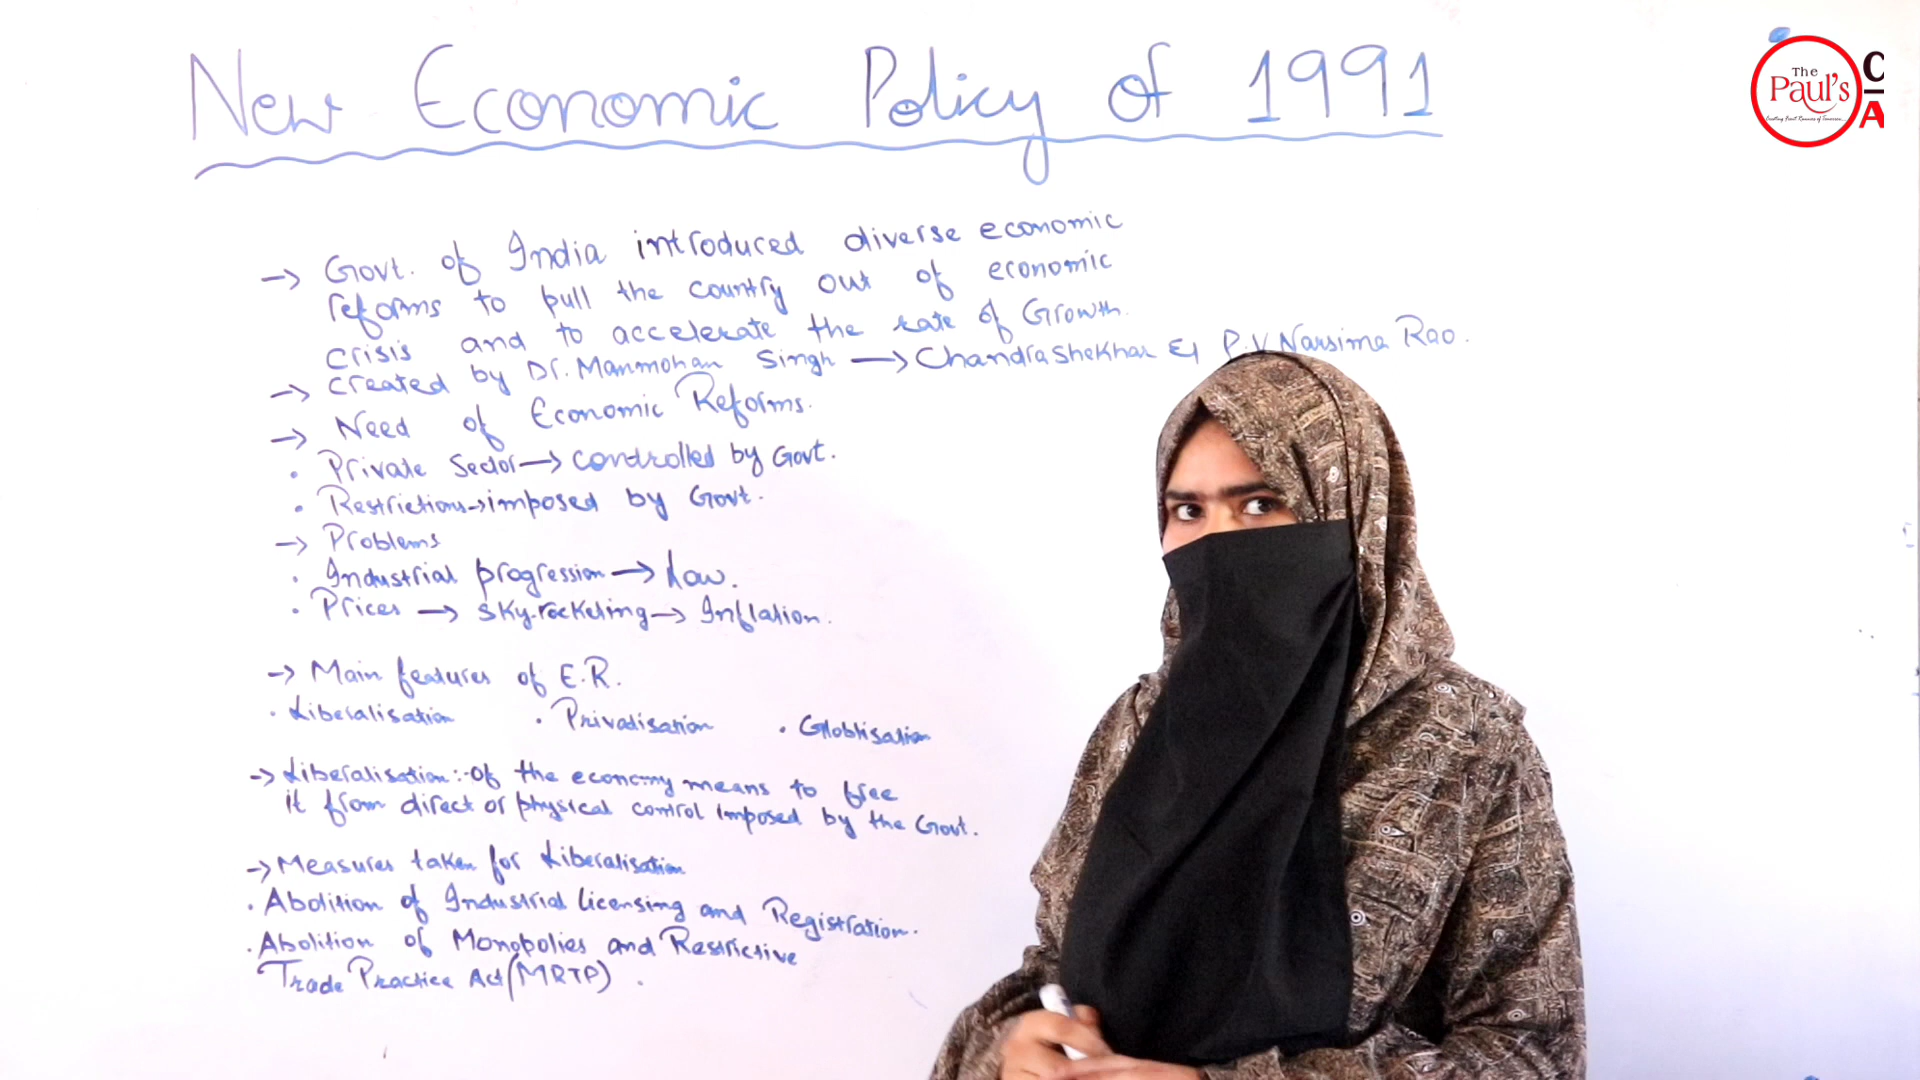 New Economic Policy of 1991
The
Paul's
C
A
→ Govt. of India introduced diverse economic
reforms to pull the country out of economic
crisis and to accelerate the rate of Growth.
→ created by Dr. Manmohan Singh → Chandrashekhar & P.V Narsima Rao.
→ Need of Economic Reforms.
• Private Sector → controlled by Govt.
• Restrictions → imposed by Govt.
→ Problems
• Industrial progression → Low.
• Prices → sky-rocketing → Inflation.
→ Main features of E.R.
• Liberalisation • Privatisation • Globlisation
→ Liberalisation:- Of the economy means to free
it from direct or physical control imposed by the Govt.
→ Measures taken for Liberalisation
• Abolition of Industrial licensing and Registration.
• Abolition of Monopolies and Restrictive
Trade Practice Act (MRTP).